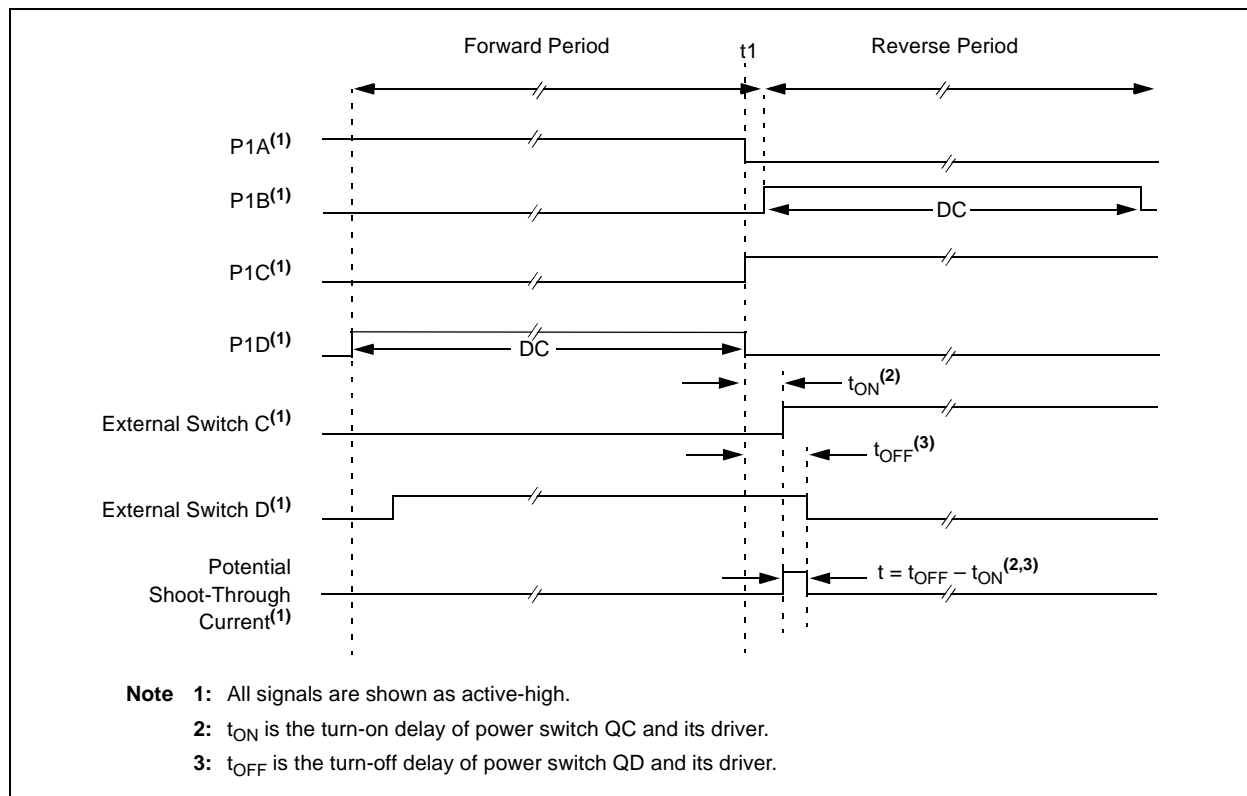 Forward Period
t1
Reverse Period
P1A(1)
P1B(1)
DC
P1C(1)
P1D(1)
DC
tON(2)
External Switch C(1)
tOFF(3)
External Switch D(1)
Potential
Shoot-Through
Current(1)
t = tOFF – tON(2,3)
Note 1: All signals are shown as active-high.
2: tON is the turn-on delay of power switch QC and its driver.
3: tOFF is the turn-off delay of power switch QD and its driver.